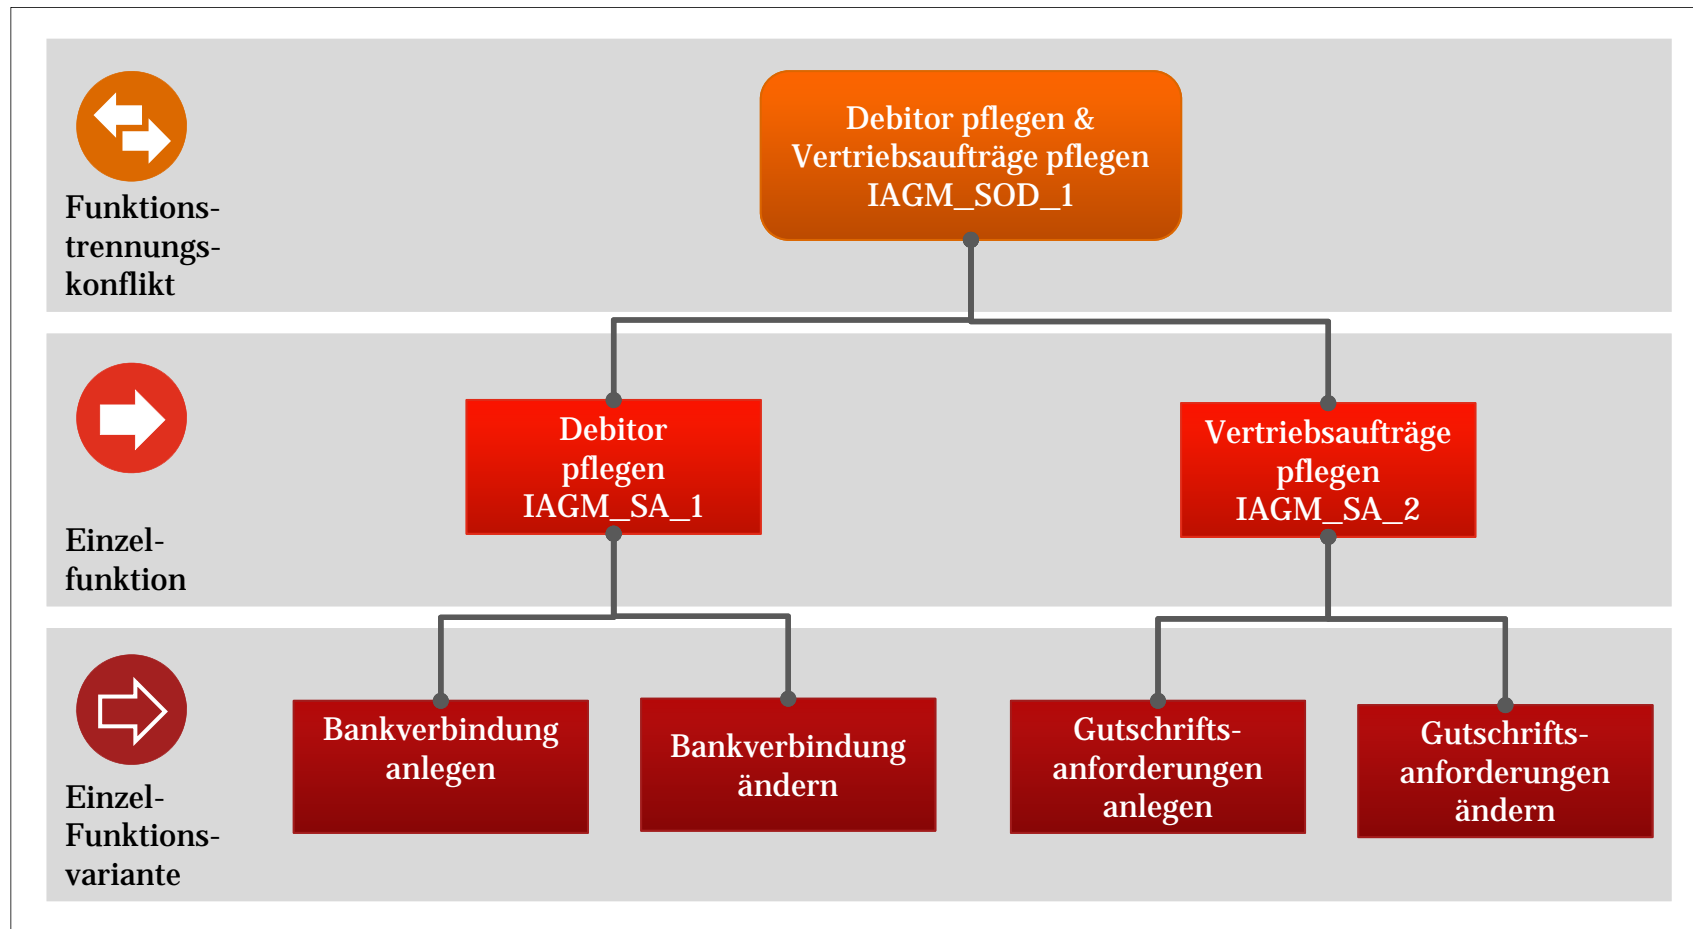 Funktions-
trennungs-
konflikt
Debitor pflegen &
Vertriebsaufträge pflegen
IAGM_SOD_1
Einzel-
funktion
Debitor
pflegen
IAGM_SA_1
Vertriebsaufträge
pflegen
IAGM_SA_2
Einzel-
Funktions-
variante
Bankverbindung
anlegen
Bankverbindung
ändern
Gutschrifts-
anforderungen
anlegen
Gutschrifts-
anforderungen
ändern